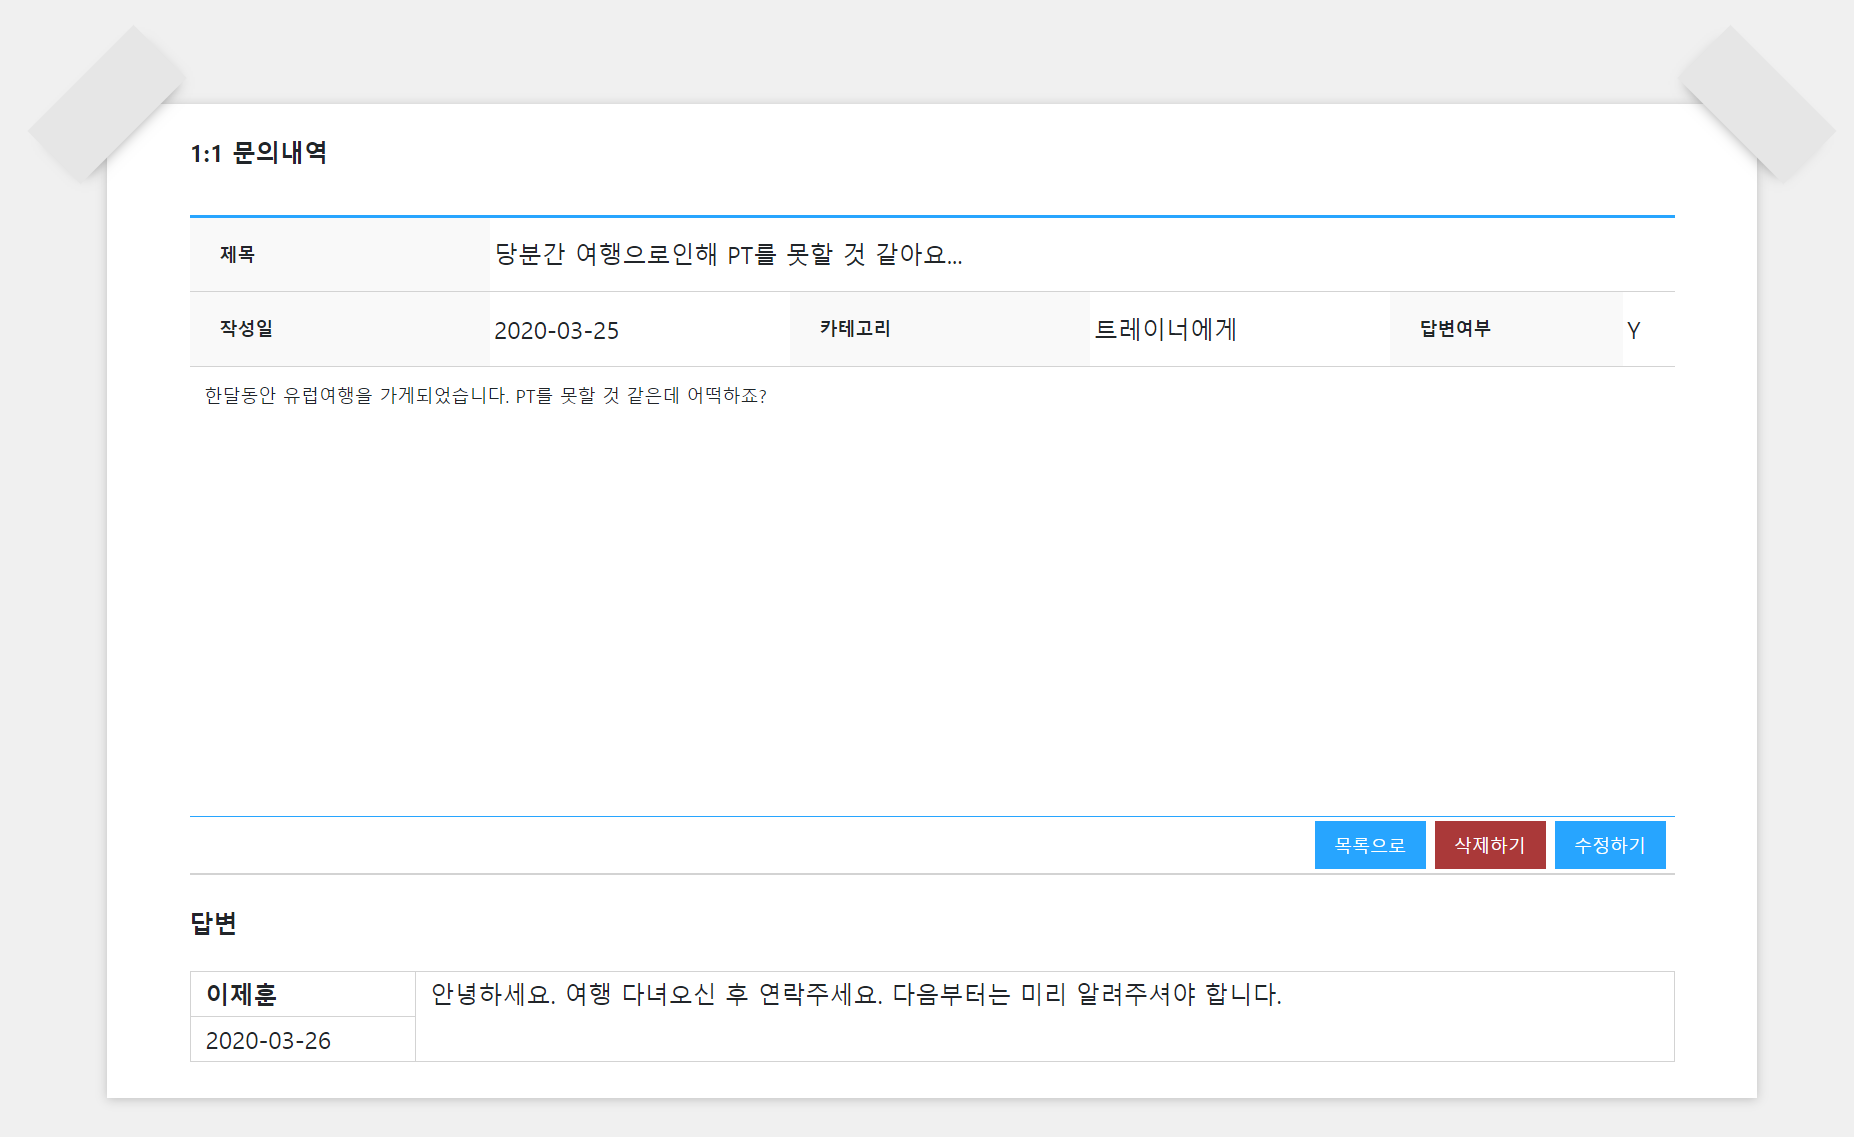 1:1 문의내역
제목 당분간 여행으로인해 PT를 못할 것 같아요...
작성일 2020-03-25 카테고리 트레이너에게 답변여부 Y
한달동안 유럽여행을 가게되었습니다. PT를 못할 것 같은데 어떡하죠?
목록으로 삭제하기 수정하기
답변
이제훈 안녕하세요. 여행 다녀오신 후 연락주세요. 다음부터는 미리 알려주셔야 합니다.
2020-03-26